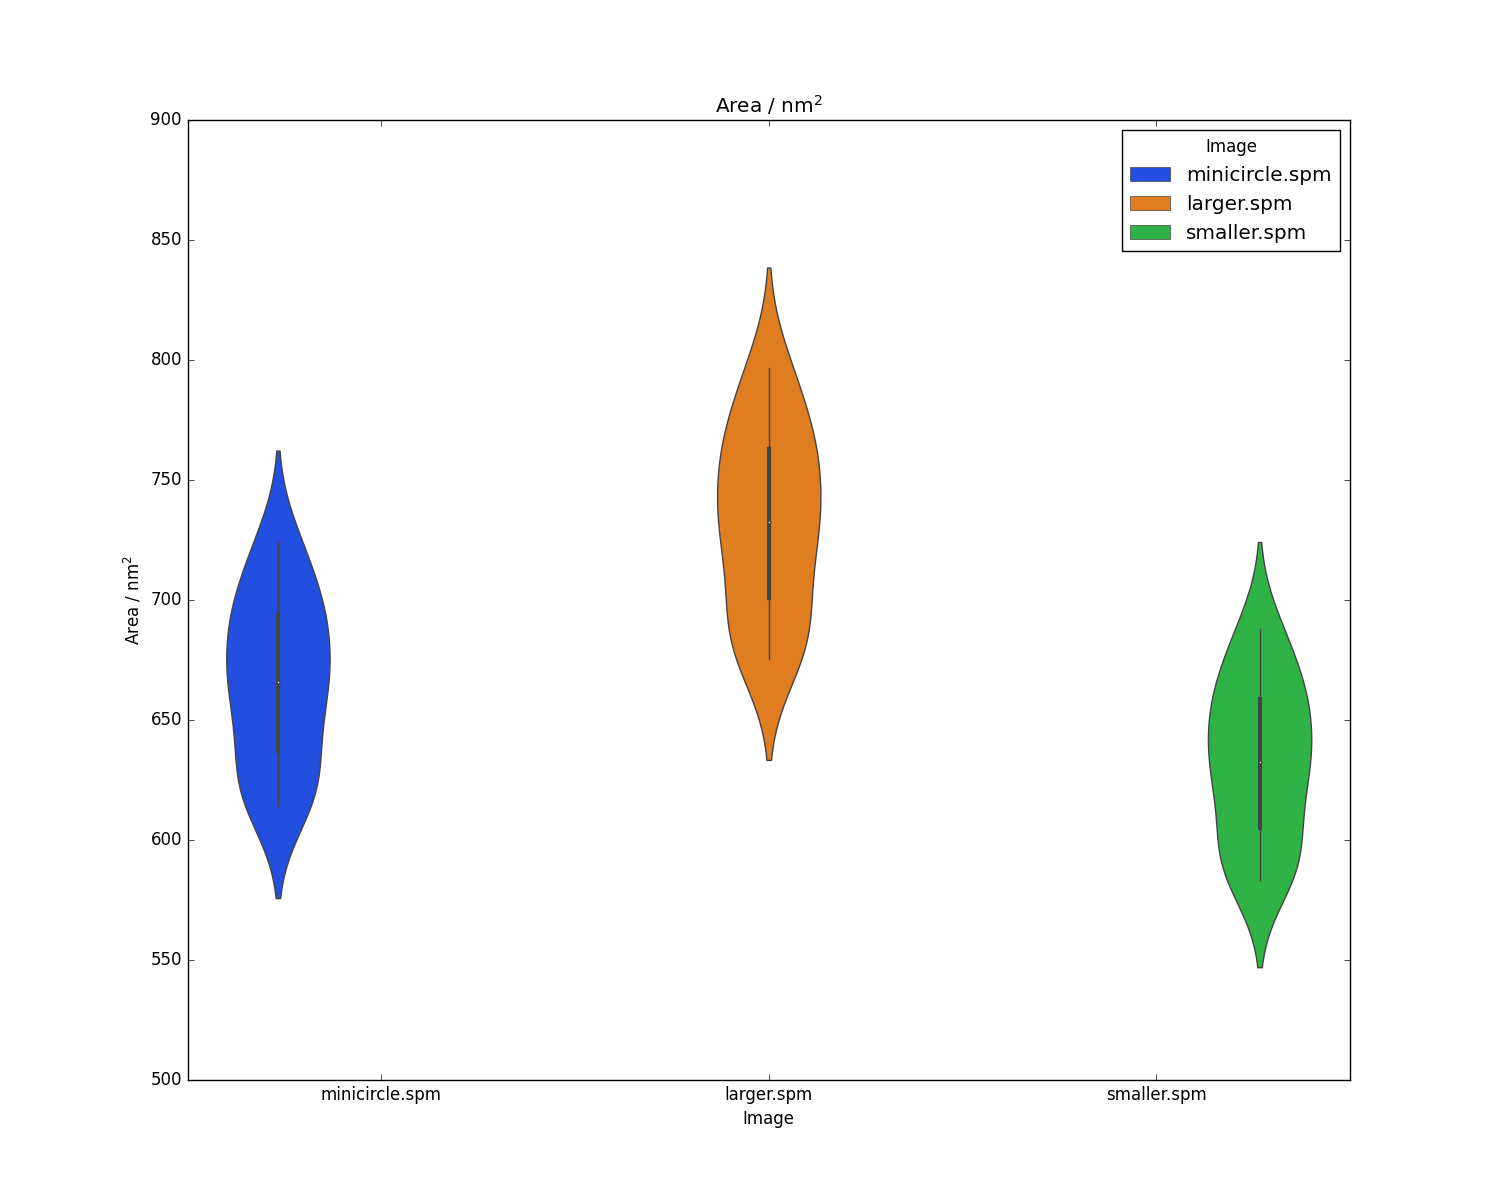 Area / nm²
900
850
800
750
700
650
600
550
500
Area / nm²
Image
minicircle.spm
larger.spm
smaller.spm
minicircle.spm larger.spm smaller.spm
Image